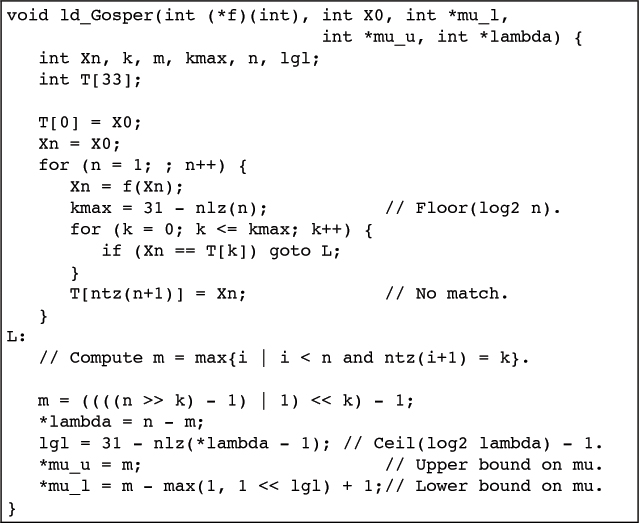 void ld_Gosper(int (*f)(int), int X0, int *mu_l,
int *mu_u, int *lambda) {
int Xn, k, m, kmax, n, lgl;
int T[33];
T[0] = X0;
Xn = X0;
for (n = 1; ; n++) {
Xn = f(Xn);
kmax = 31 - nlz(n); // Floor(log2 n).
for (k = 0; k <= kmax; k++) {
if (Xn == T[k]) goto L;
}
T[ntz(n+1)] = Xn; // No match.
}
L:
// Compute m = max{i | i < n and ntz(i+1) = k}.
m = ((((n >> k) - 1) | 1) << k) - 1;
*lambda = n - m;
lgl = 31 - nlz(*lambda - 1); // Ceil(log2 lambda) - 1.
*mu_u = m; // Upper bound on mu.
*mu_l = m - max(1, 1 << lgl) + 1;// Lower bound on mu.
}